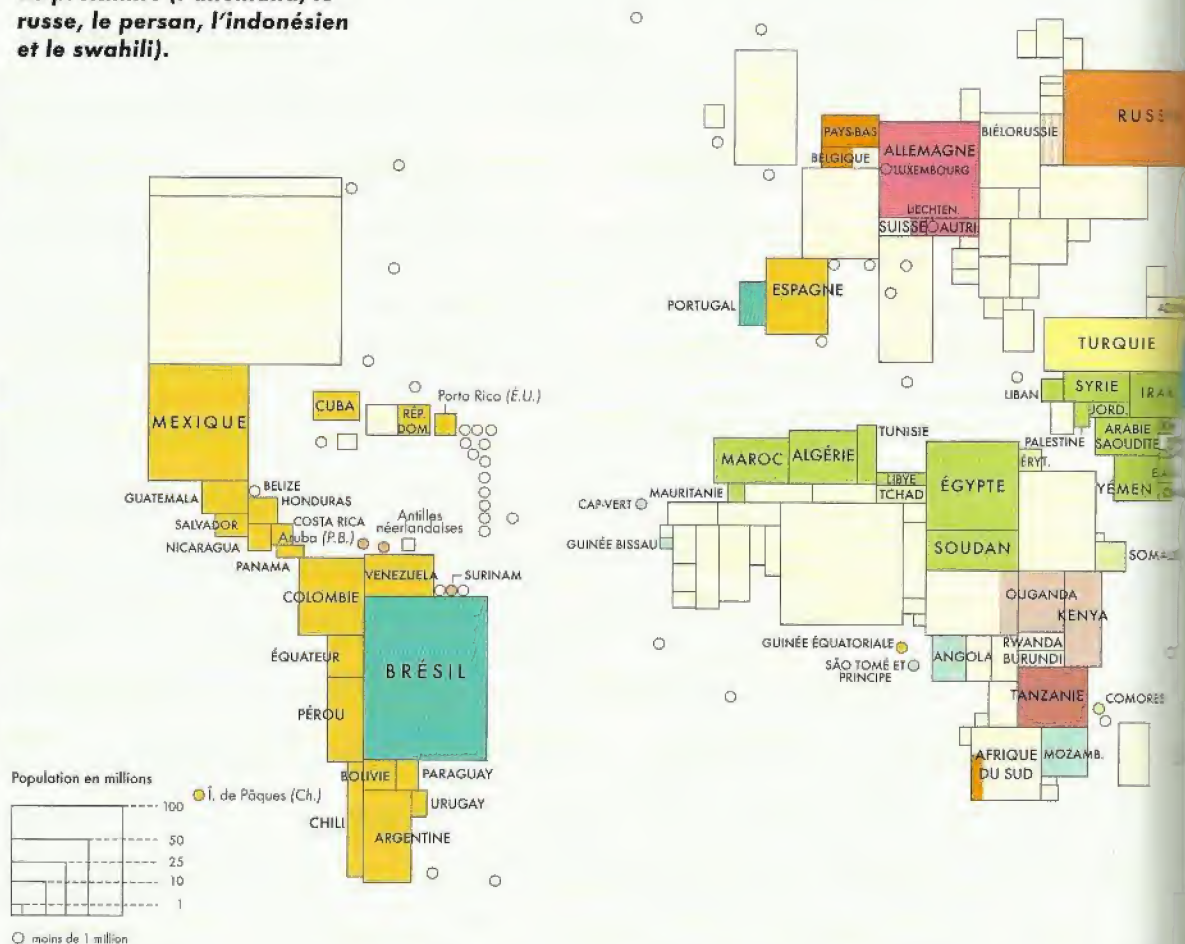 russe, le persan, l'indonésien
et le swahili).
PAYS-BAS
BELGIQUE
ALLEMAGNE
LUXEMBOURG
LIECHTEN.
SUISSE
AUTRI.
BIÉLORUSSIE
RUSS
PORTUGAL
ESPAGNE
TURQUIE
LIBAN
SYRIE
IRAK
JORD.
PALESTINE
ARABIE
SAOUDITE
YÉMEN
MEXIQUE
CUBA
RÉP.
DOM.
Porto Rico (É.U.)
GUATEMALA
BELIZE
HONDURAS
SALVADOR
COSTA RICA
NICARAGUA
Aruba (P.B.)
Antilles
néerlandaises
PANAMA
VENEZUELA
SURINAM
COLOMBIE
ÉQUATEUR
BRÉSIL
PÉROU
BOLIVIE
PARAGUAY
Î. de Pâques (Ch.)
URUGAY
CHILI
ARGENTINE
MAROC
ALGÉRIE
TUNISIE
LIBYE
TCHAD
ÉGYPTE
ÉRYT.
MAURITANIE
CAP-VERT
GUINÉE BISSAU
SOUDAN
SOMAL
OUGANDA
KENYA
GUINÉE ÉQUATORIALE
SÃO TOMÉ ET
PRINCIPE
ANGOLA
RWANDA
BURUNDI
TANZANIE
COMORES
AFRIQUE
DU SUD
MOZAMB.
Population en millions
100
50
25
10
1
moins de 1 million